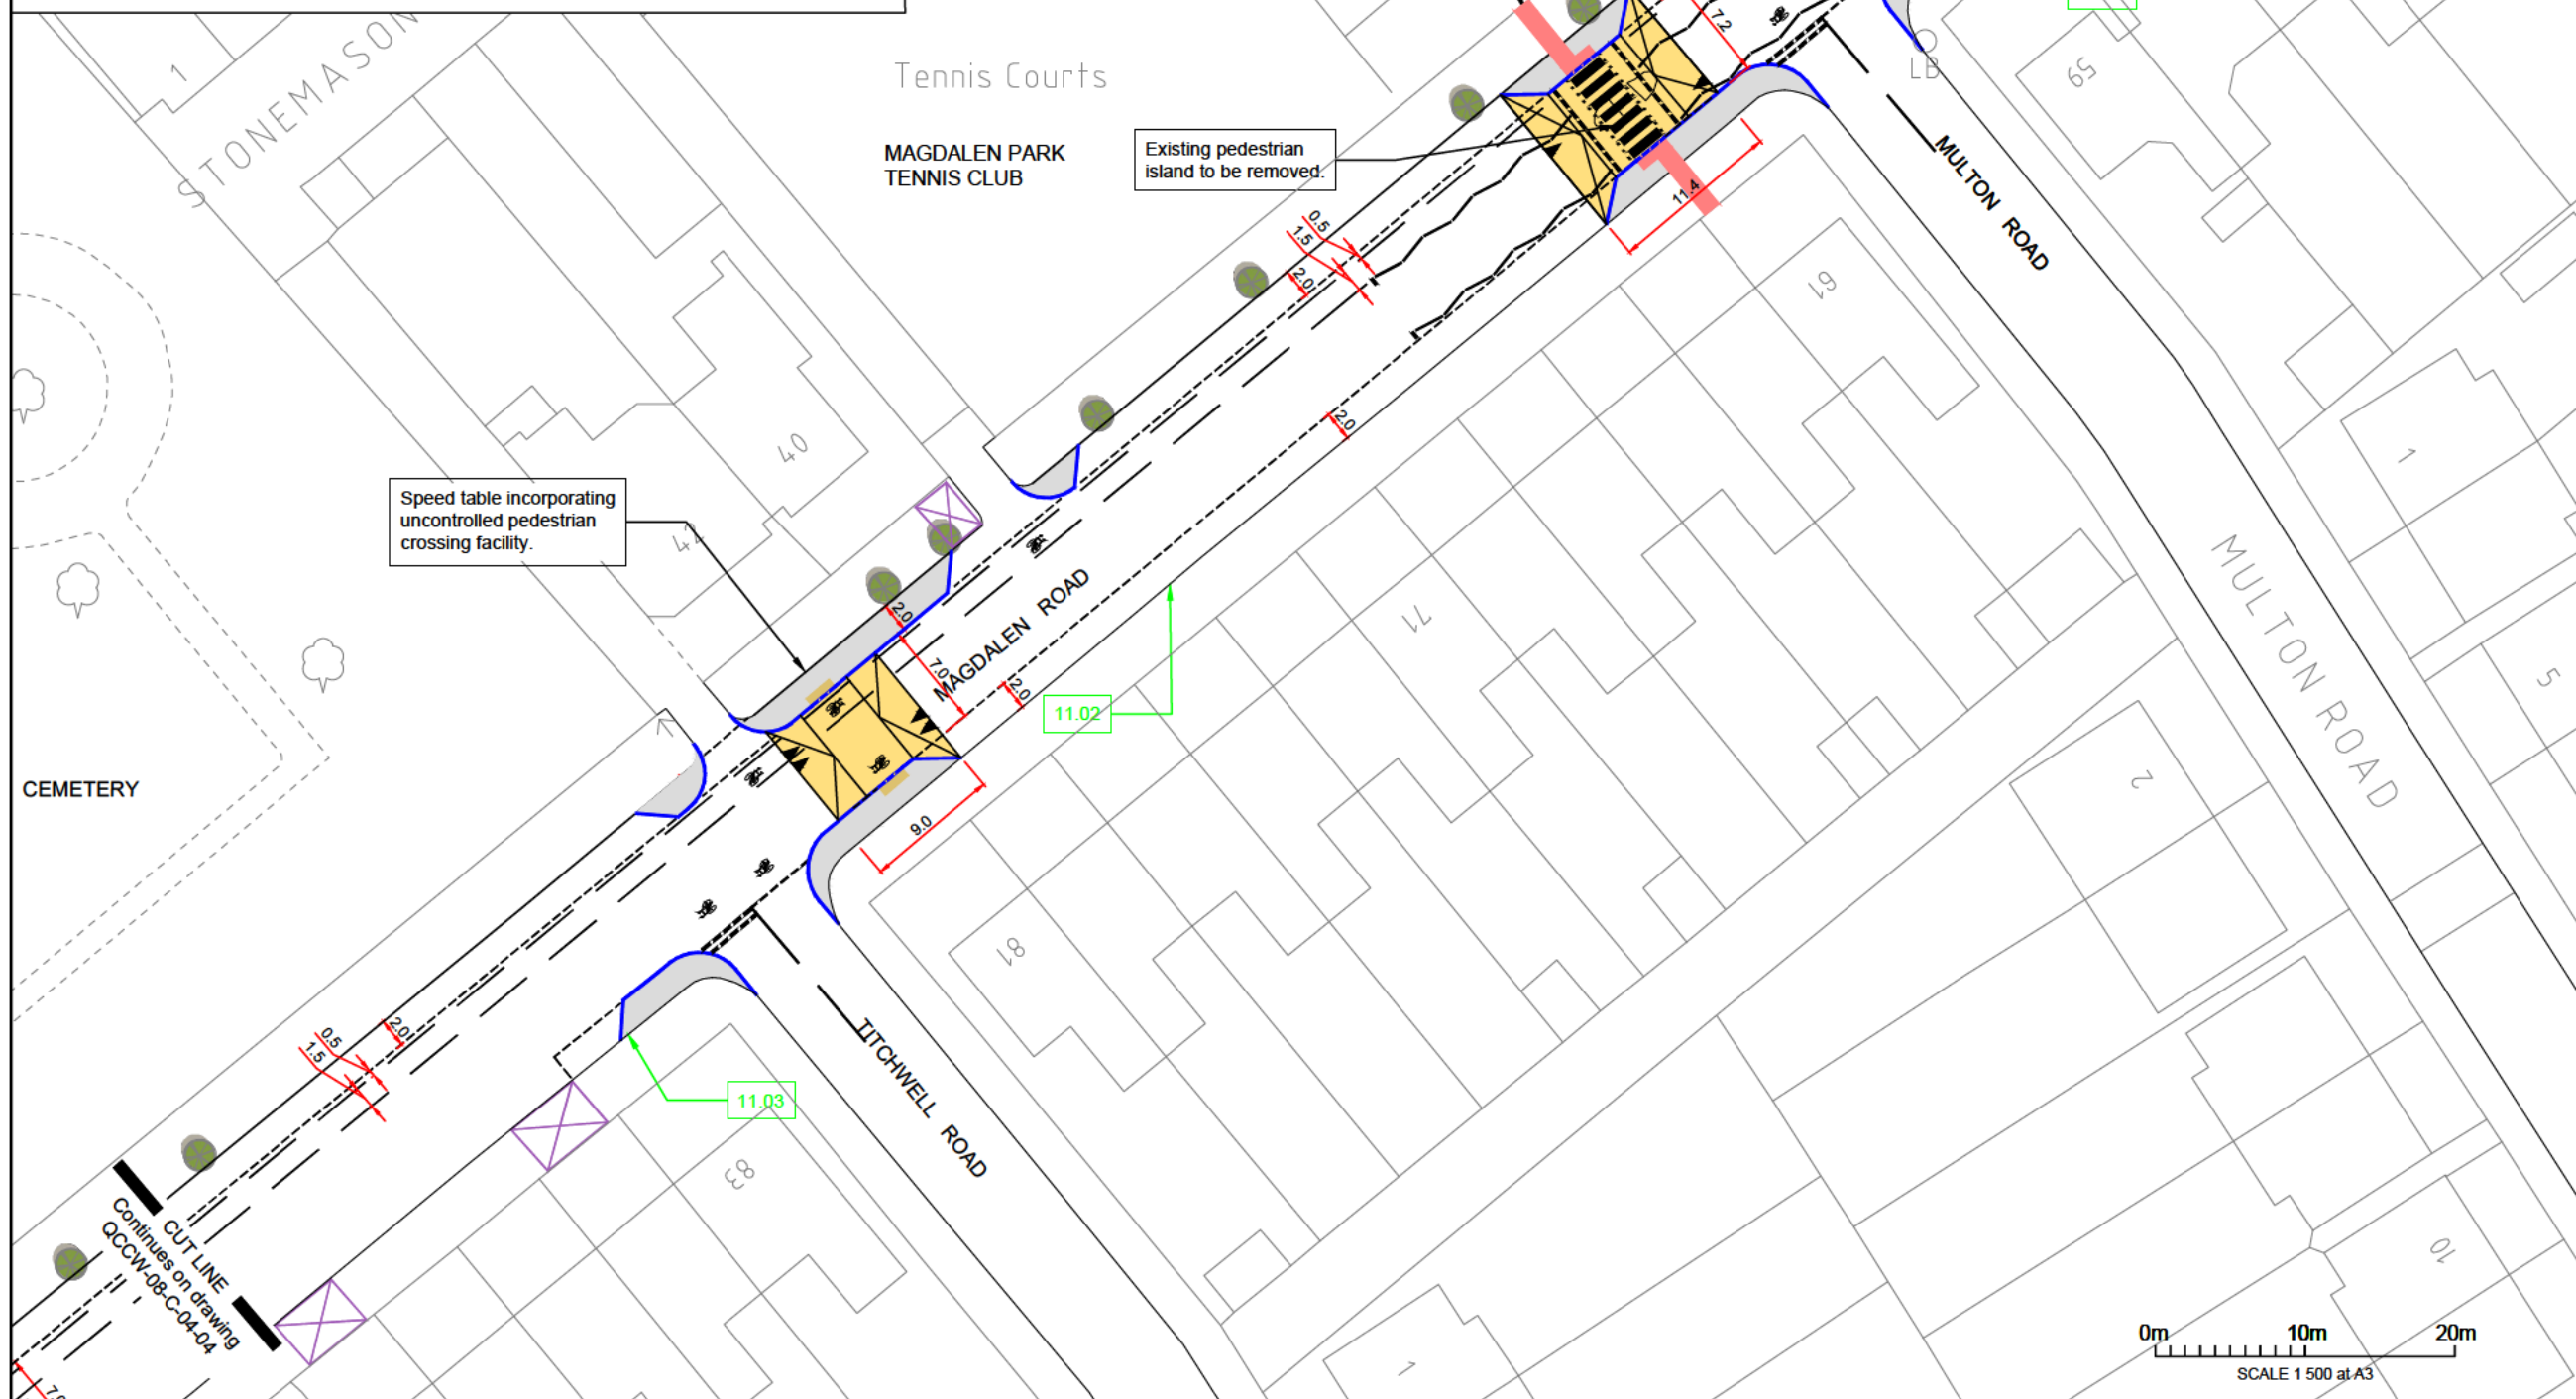 1
STONEMASON
Tennis Courts
MAGDALEN PARK
TENNIS CLUB
Existing pedestrian
island to be removed.
7.2
LB
59
MULTON ROAD
11.4
0.5
1.5
2.0
61
2.0
40
42
Speed table incorporating
uncontrolled pedestrian
crossing facility.
2.0
7.0
MAGDALEN ROAD
2.0
11.02
71
MULTON ROAD
1
5
2
CEMETERY
9.0
81
0.5
1.5
2.0
TITCHWELL ROAD
11.03
83
CUT LINE
Continues on drawing
QCCW-08-C-04-04
10
1
0m 10m 20m
SCALE 1 500 at A3